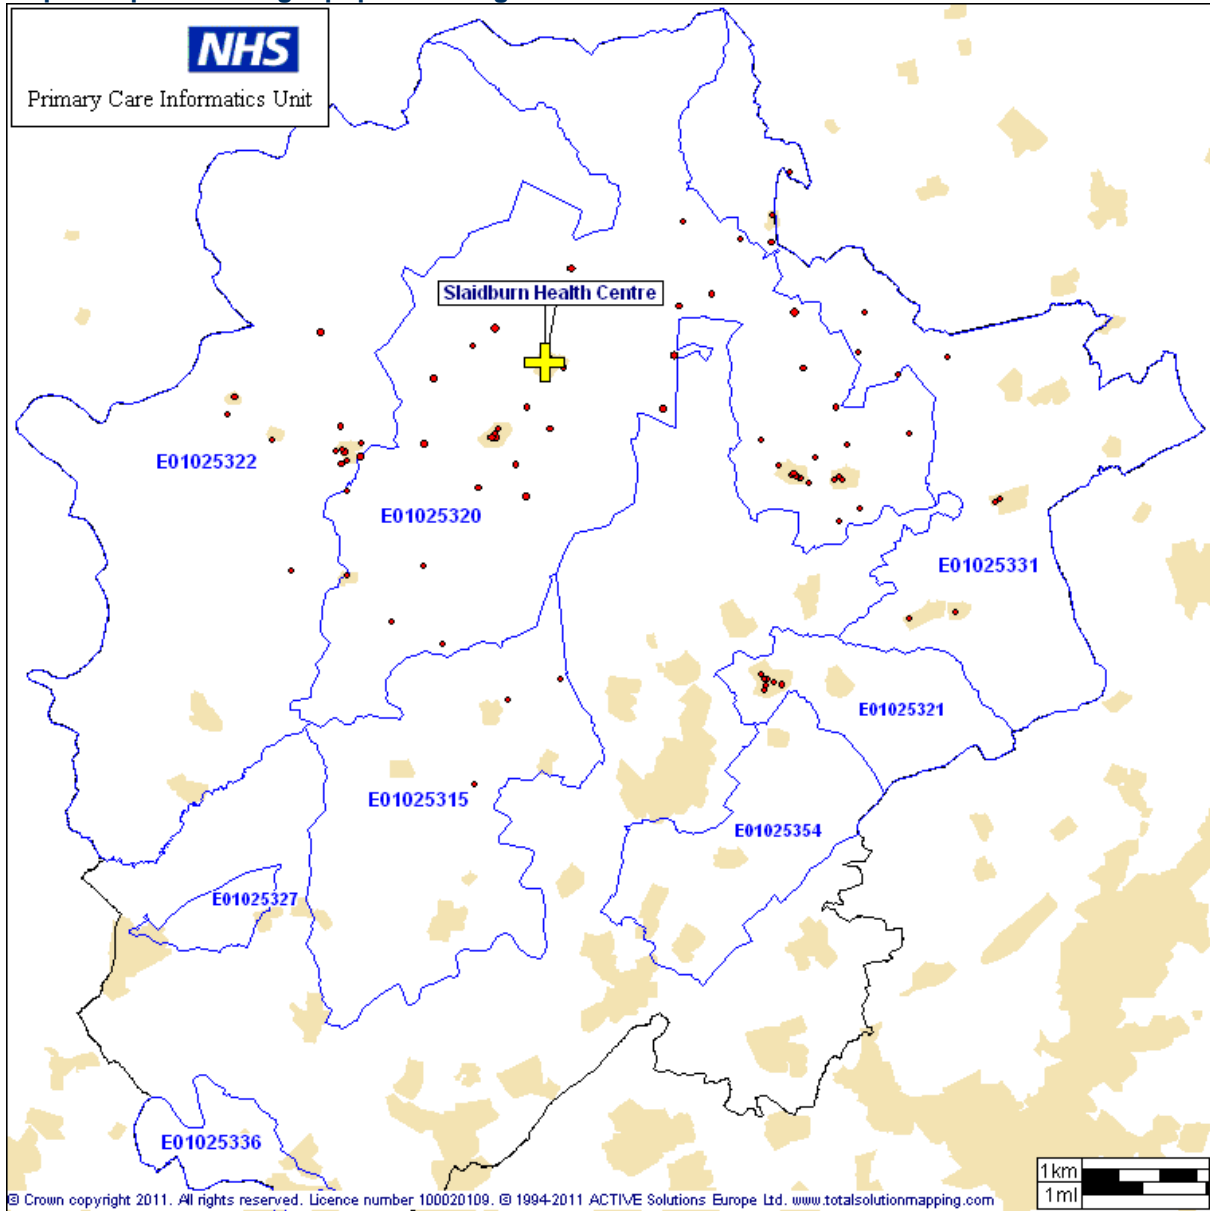 NHS
Primary Care Informatics Unit
Slaidburn Health Centre
E01025322
E01025320
E01025331
E01025321
E01025315
E01025354
E01025327
E01025336
1km
1ml
© Crown copyright 2011. All rights reserved. Licence number 100020109. © 1994-2011 ACTIVE Solutions Europe Ltd. www.totalsolutionmapping.com